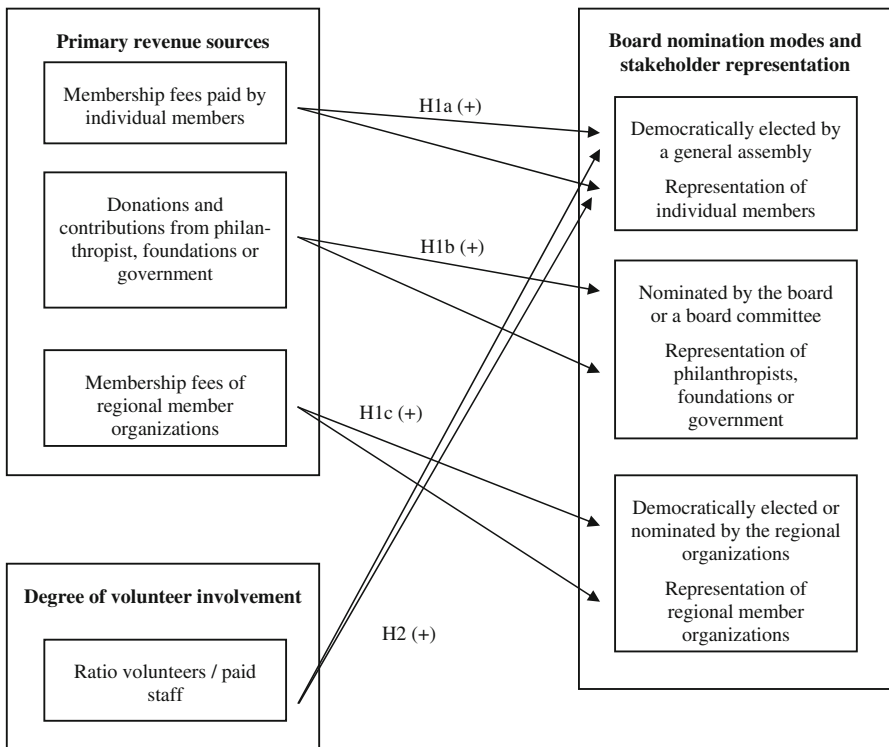 Primary revenue sources
Membership fees paid by
individual members
Donations and
contributions from philan-
thropist, foundations or
government
Membership fees of
regional member
organizations
Degree of volunteer involvement
Ratio volunteers / paid
staff
H1a (+)
H1b (+)
H1c (+)
H2 (+)
Board nomination modes and
stakeholder representation
Democratically elected by
a general assembly
Representation of
individual members
Nominated by the board
or a board committee
Representation of
philanthropists,
foundations or
government
Democratically elected or
nominated by the regional
organizations
Representation of
regional member
organizations